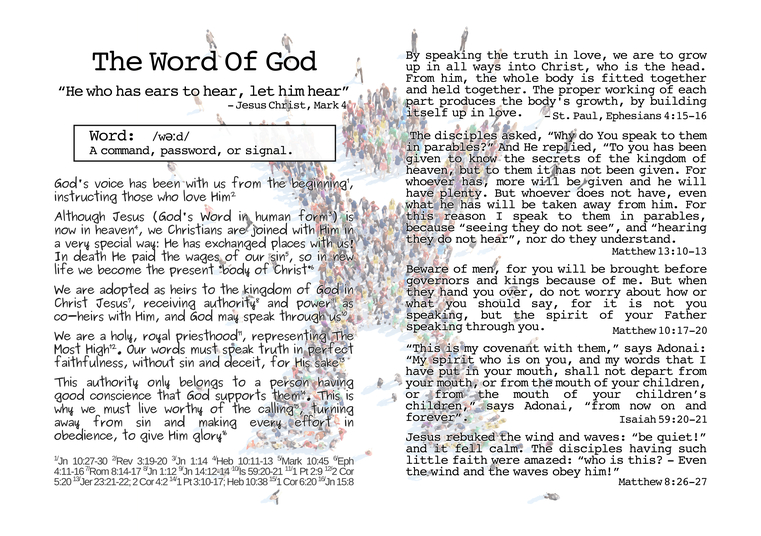 The Word Of God
“He who has ears to hear, let him hear”
– Jesus Christ, Mark 4
Word: /wə:d/
A command, password, or signal.
God's voice has been with us from the beginning¹,
instructing those who love Him²
Although Jesus (God's Word in human form³) is
now in heaven⁴, we Christians are joined with Him in
a very special way: He has exchanged places with us!
In death He paid the wages of our sin⁵, so in new
life we become the present "body of Christ"⁶
We are adopted as heirs to the kingdom of God in
Christ Jesus⁷, receiving authority⁸ and power⁹ as
co-heirs with Him, and God may speak through us¹⁰
We are a holy, royal priesthood¹¹, representing The
Most High¹². Our words must speak truth in perfect
faithfulness, without sin and deceit, for His sake¹³
This authority only belongs to a person having
good conscience that God supports them¹⁴. This is
why we must live worthy of the calling¹⁵, turning
away from sin and making every effort in
obedience, to give Him glory¹⁶
¹Jn 10:27-30 ²Rev 3:19-20 ³Jn 1:14 ⁴Heb 10:11-13 ⁵Mark 10:45 ⁶Eph
4:11-16 ⁷Rom 8:14-17 ⁸Jn 1:12 ⁹Jn 14:12-14 ¹⁰Is 59:20-21 ¹¹1 Pt 2:9 ¹²2 Cor
5:20 ¹³Jer 23:21-22; 2 Cor 4:2 ¹⁴1 Pt 3:10-17; Heb 10:38 ¹⁵1 Cor 6:20 ¹⁶Jn 15:8
By speaking the truth in love, we are to grow
up in all ways into Christ, who is the head.
From him, the whole body is fitted together
and held together. The proper working of each
part produces the body's growth, by building
itself up in love. – St. Paul, Ephesians 4:15-16
The disciples asked, “Why do You speak to them
in parables?” And He replied, “To you has been
given to know the secrets of the kingdom of
heaven, but to them it has not been given. For
whoever has, more will be given and he will
have plenty. But whoever does not have, even
what he has will be taken away from him. For
this reason I speak to them in parables,
because “seeing they do not see”, and “hearing
they do not hear”, nor do they understand.
Matthew 13:10-13
Beware of men, for you will be brought before
governors and kings because of me. But when
they hand you over, do not worry about how or
what you should say, for it is not you
speaking, but the spirit of your Father
speaking through you. Matthew 10:17-20
“This is my covenant with them,” says Adonai:
“My spirit who is on you, and my words that I
have put in your mouth, shall not depart from
your mouth, or from the mouth of your children,
or from the mouth of your children's
children,” says Adonai, “from now on and
forever” Isaiah 59:20-21
Jesus rebuked the wind and waves: “be quiet!”
and it fell calm. The disciples having such
little faith were amazed: “who is this? – Even
the wind and the waves obey him!”
Matthew 8:26-27